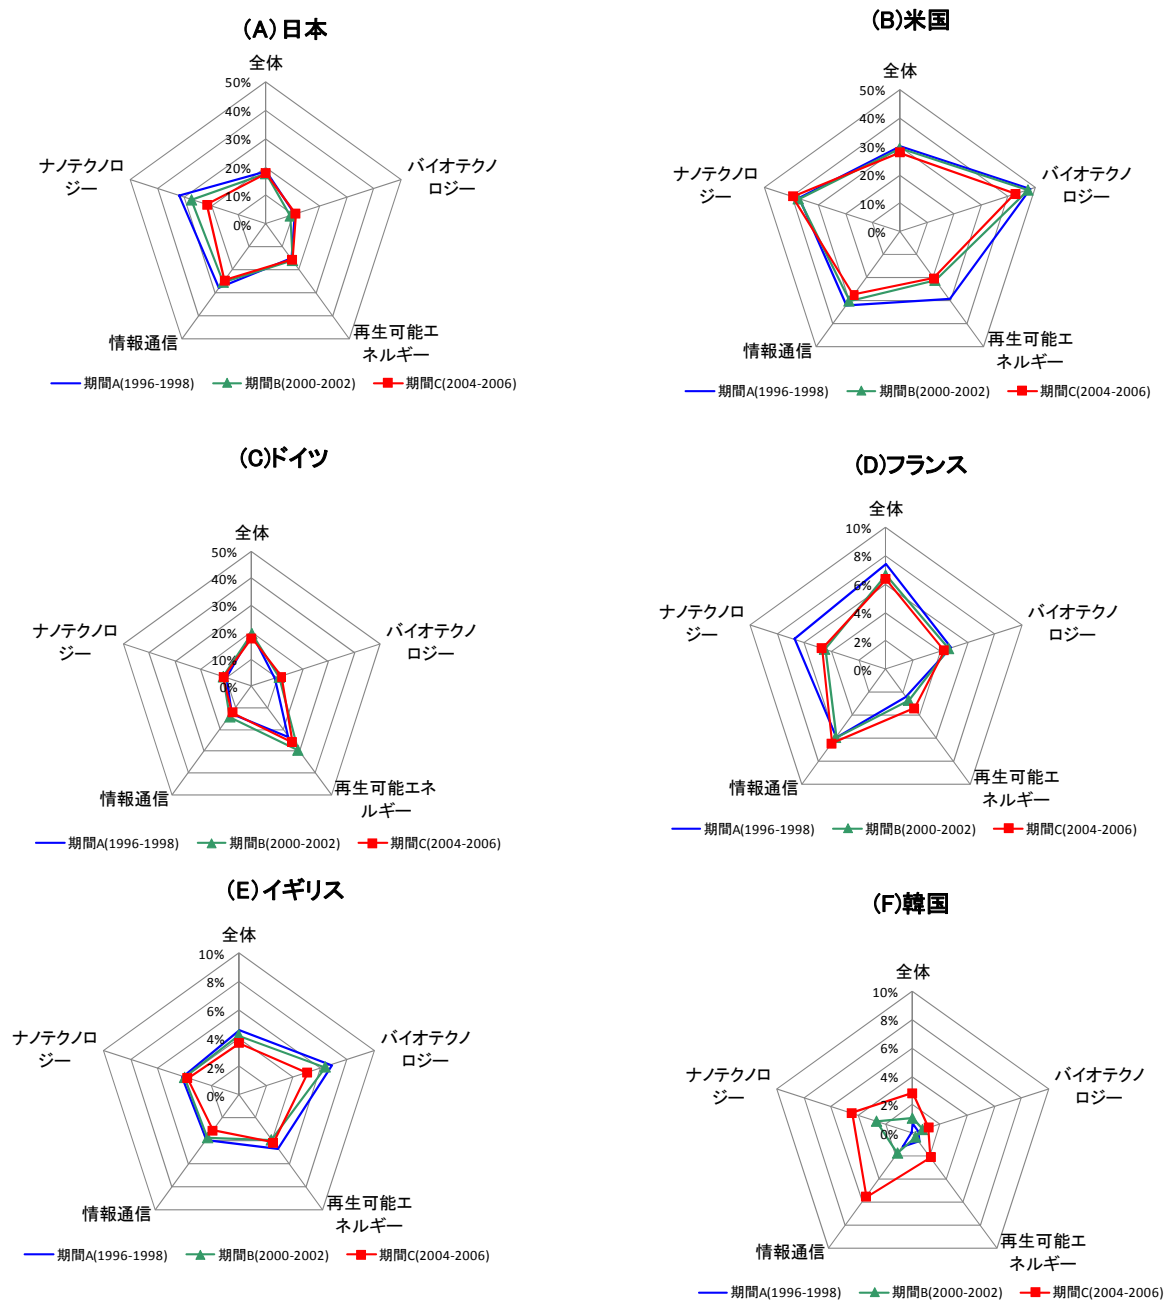 (A)日本
全体
50%
40%
30%
20%
10%
0%
ナノテクノロ
ジー
バイオテクノ
ロジー
情報通信
再生可能エ
ネルギー
期間A(1996-1998)
期間B(2000-2002)
期間C(2004-2006)
(B)米国
全体
50%
40%
30%
20%
10%
0%
ナノテクノロ
ジー
バイオテクノ
ロジー
情報通信
再生可能エ
ネルギー
期間A(1996-1998)
期間B(2000-2002)
期間C(2004-2006)
(C)ドイツ
全体
50%
40%
30%
20%
10%
0%
ナノテクノロ
ジー
バイオテクノ
ロジー
情報通信
再生可能エネ
ルギー
期間A(1996-1998)
期間B(2000-2002)
期間C(2004-2006)
(D)フランス
全体
10%
8%
6%
4%
2%
0%
ナノテクノロ
ジー
バイオテクノ
ロジー
情報通信
再生可能エ
ネルギー
期間A(1996-1998)
期間B(2000-2002)
期間C(2004-2006)
(E)イギリス
全体
10%
8%
6%
4%
2%
0%
ナノテクノロ
ジー
バイオテクノ
ロジー
情報通信
再生可能エ
ネルギー
期間A(1996-1998)
期間B(2000-2002)
期間C(2004-2006)
(F)韓国
全体
10%
8%
6%
4%
2%
0%
ナノテクノロ
ジー
バイオテクノ
ロジー
情報通信
再生可能エ
ネルギー
期間A(1996-1998)
期間B(2000-2002)
期間C(2004-2006)